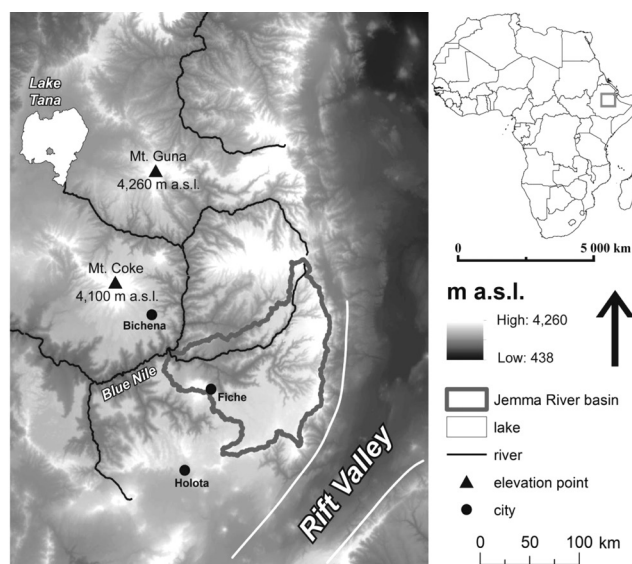 Lake
Tana
Mt. Guna
4,260 m a.s.l.
Mt. Coke
4,100 m a.s.l.
Bichena
Blue Nile
Fiche
Holota
Rift Valley
0 5 000 km
m a.s.l.
High: 4,260
Low: 438
Jemma River basin
lake
river
elevation point
city
0 50 100 km